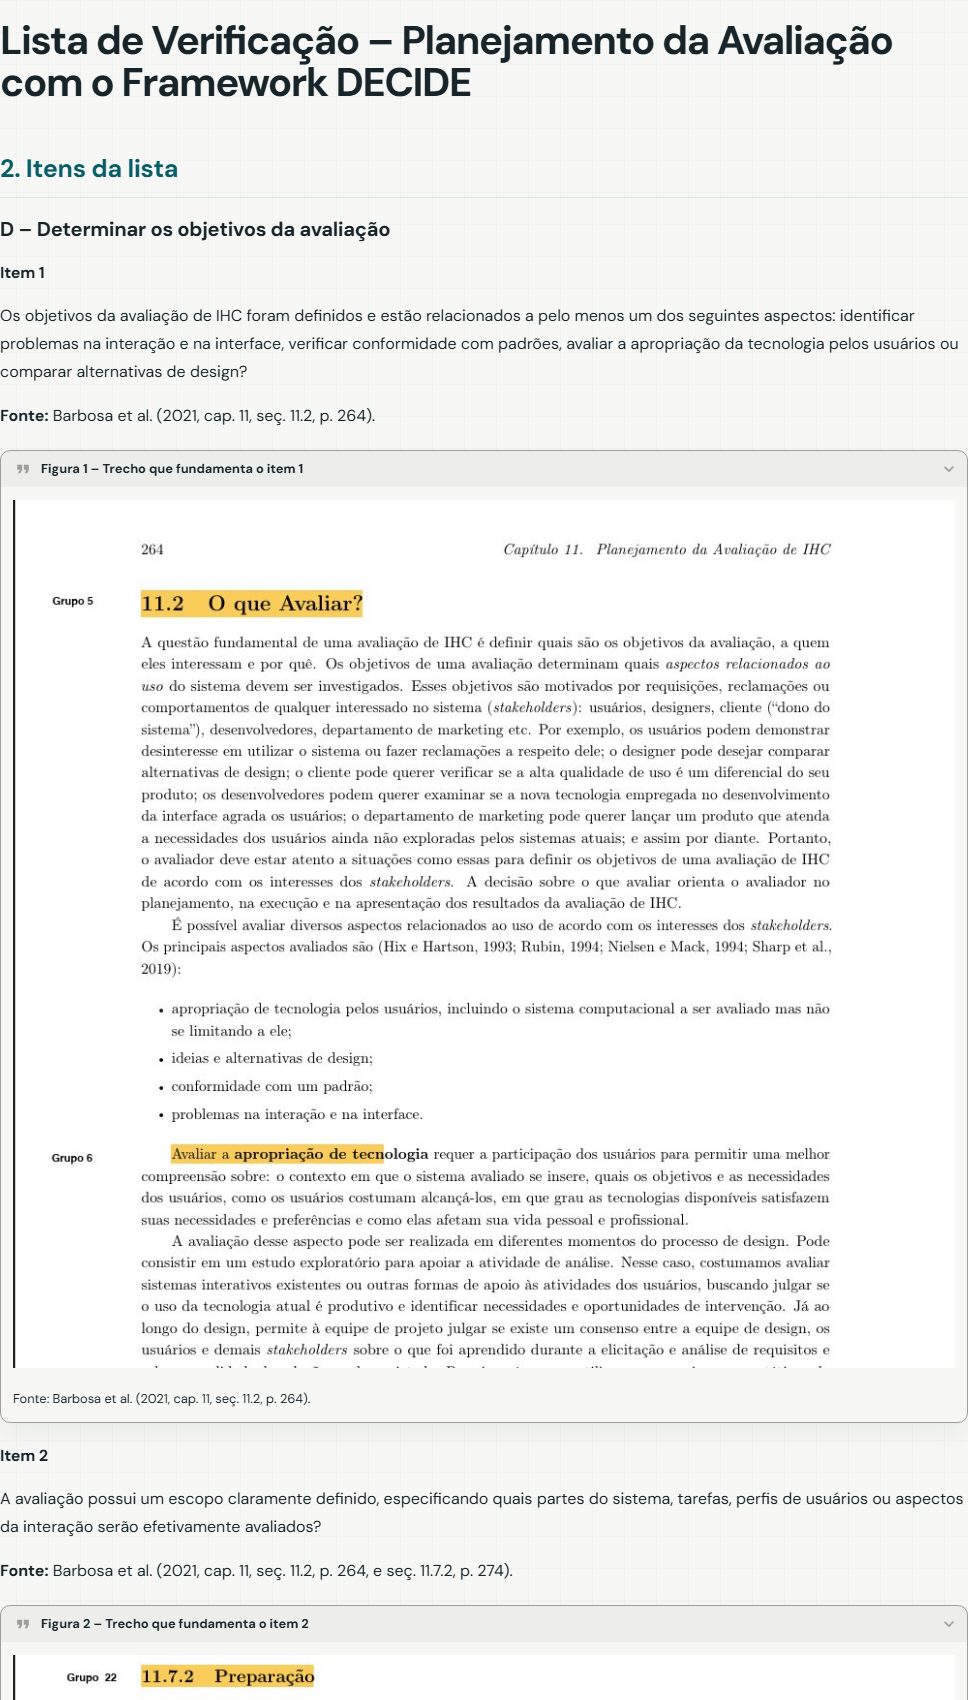 Lista de Verificação – Planejamento da Avaliação
com o Framework DECIDE
2. Itens da lista
D – Determinar os objetivos da avaliação
Item 1
Os objetivos da avaliação de IHC foram definidos e estão relacionados a pelo menos um dos seguintes aspectos: identificar
problemas na interação e na interface, verificar conformidade com padrões, avaliar a apropriação da tecnologia pelos usuários ou
comparar alternativas de design?
Fonte: Barbosa et al. (2021, cap. 11, seç. 11.2, p. 264).
Figura 1 – Trecho que fundamenta o item 1
264 Capítulo 11. Planejamento da Avaliação de IHC
Grupo 5 11.2 O que Avaliar?
A questão fundamental de uma avaliação de IHC é definir quais são os objetivos da avaliação, a quem
eles interessam e por quê. Os objetivos de uma avaliação determinam quais aspectos relacionados ao
uso do sistema devem ser investigados. Esses objetivos são motivados por requisições, reclamações ou
comportamentos de qualquer interessado no sistema (stakeholders): usuários, designers, cliente (“dono do
sistema”), desenvolvedores, departamento de marketing etc. Por exemplo, os usuários podem demonstrar
desinteresse em utilizar o sistema ou fazer reclamações a respeito dele; o designer pode desejar comparar
alternativas de design; o cliente pode querer verificar se a alta qualidade de uso é um diferencial do seu
produto; os desenvolvedores podem querer examinar se a nova tecnologia empregada no desenvolvimento
da interface agrada os usuários; o departamento de marketing pode querer lançar um produto que atenda
a necessidades dos usuários ainda não exploradas pelos sistemas atuais; e assim por diante. Portanto,
o avaliador deve estar atento a situações como essas para definir os objetivos de uma avaliação de IHC
de acordo com os interesses dos stakeholders. A decisão sobre o que avaliar orienta o avaliador no
planejamento, na execução e na apresentação dos resultados da avaliação de IHC.
É possível avaliar diversos aspectos relacionados ao uso de acordo com os interesses dos stakeholders.
Os principais aspectos avaliados são (Hix e Hartson, 1993; Rubin, 1994; Nielsen e Mack, 1994; Sharp et al.,
2019):
• apropriação de tecnologia pelos usuários, incluindo o sistema computacional a ser avaliado mas não
se limitando a ele;
• ideias e alternativas de design;
• conformidade com um padrão;
• problemas na interação e na interface.
Grupo 6 Avaliar a apropriação de tecnologia requer a participação dos usuários para permitir uma melhor
compreensão sobre: o contexto em que o sistema avaliado se insere, quais os objetivos e as necessidades
dos usuários, como os usuários costumam alcançá-los, em que grau as tecnologias disponíveis satisfazem
suas necessidades e preferências e como elas afetam sua vida pessoal e profissional.
A avaliação desse aspecto pode ser realizada em diferentes momentos do processo de design. Pode
consistir em um estudo exploratório para apoiar a atividade de análise. Nesse caso, costumamos avaliar
sistemas interativos existentes ou outras formas de apoio às atividades dos usuários, buscando julgar se
o uso da tecnologia atual é produtivo e identificar necessidades e oportunidades de intervenção. Já ao
longo do design, permite à equipe de projeto julgar se existe um consenso entre a equipe de design, os
usuários e demais stakeholders sobre o que foi aprendido durante a elicitação e análise de requisitos e
Fonte: Barbosa et al. (2021, cap. 11, seç. 11.2, p. 264).
Item 2
A avaliação possui um escopo claramente definido, especificando quais partes do sistema, tarefas, perfis de usuários ou aspectos
da interação serão efetivamente avaliados?
Fonte: Barbosa et al. (2021, cap. 11, seç. 11.2, p. 264, e seç. 11.7.2, p. 274).
Figura 2 – Trecho que fundamenta o item 2
Grupo 22 11.7.2 Preparação